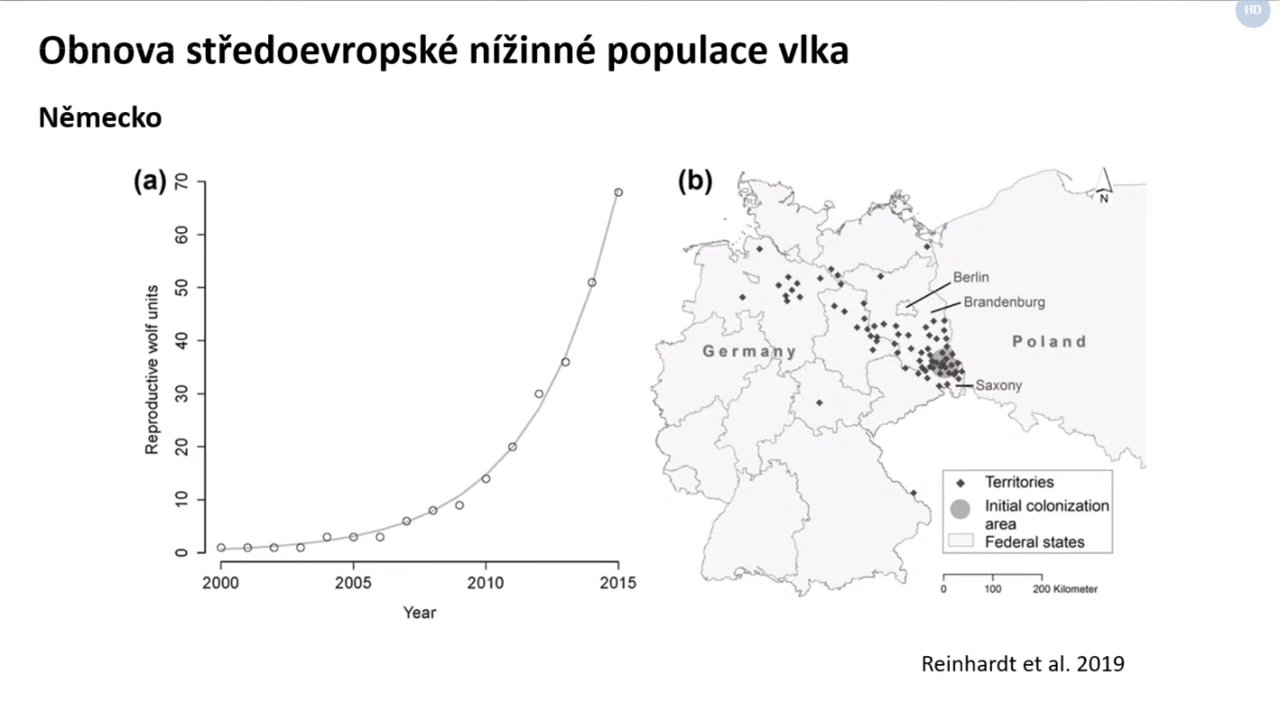 HD
Obnova středoevropské nížinné populace vlka
Německo
(a)
70
60
50
40
30
20
10
0
Reproductive wolf units
2000 2005 2010 2015
Year
(b)
N
Berlin
Brandenburg
Germany
Poland
Saxony
Territories
Initial colonization
area
Federal states
0 100 200 Kilometer
Reinhardt et al. 2019